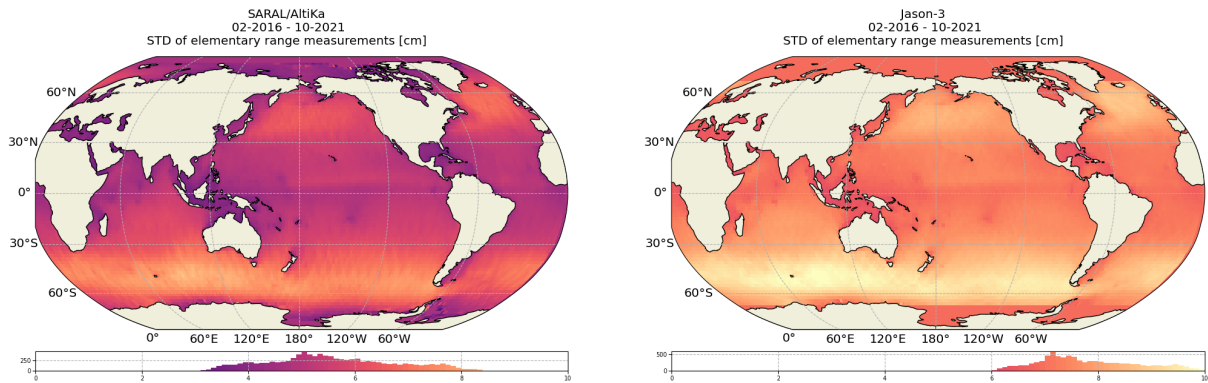 SARAL/AltiKa
02-2016 - 10-2021
STD of elementary range measurements [cm]
60°N
30°N
0°
30°S
60°S
0° 60°E 120°E 180° 120°W 60°W
250
0
0 2 4 6 8 10
Jason-3
02-2016 - 10-2021
STD of elementary range measurements [cm]
60°N
30°N
0°
30°S
60°S
0° 60°E 120°E 180° 120°W 60°W
500
0
0 2 4 6 8 10